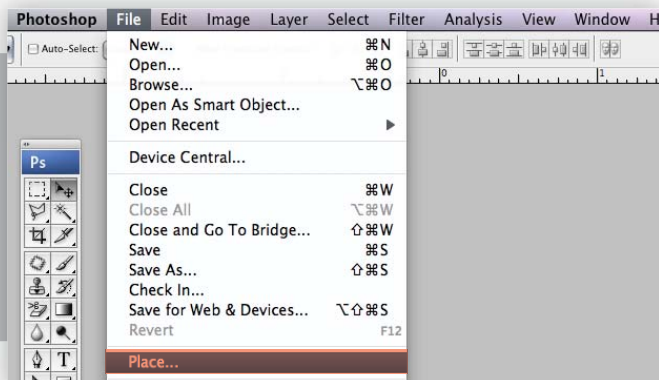 Photoshop File Edit Image Layer Select Filter Analysis View Window H
Auto-Select:
New... ⌘N
Open... ⌘O
Browse... ⌥⌘O
Open As Smart Object...
Open Recent ▶
0 1
Device Central...
Ps
Close ⌘W
Close All ⌥⌘W
Close and Go To Bridge... ⇧⌘W
Save ⌘S
Save As... ⇧⌘S
Check In...
Save for Web & Devices... ⌥⇧⌘S
Revert F12
Place...
T